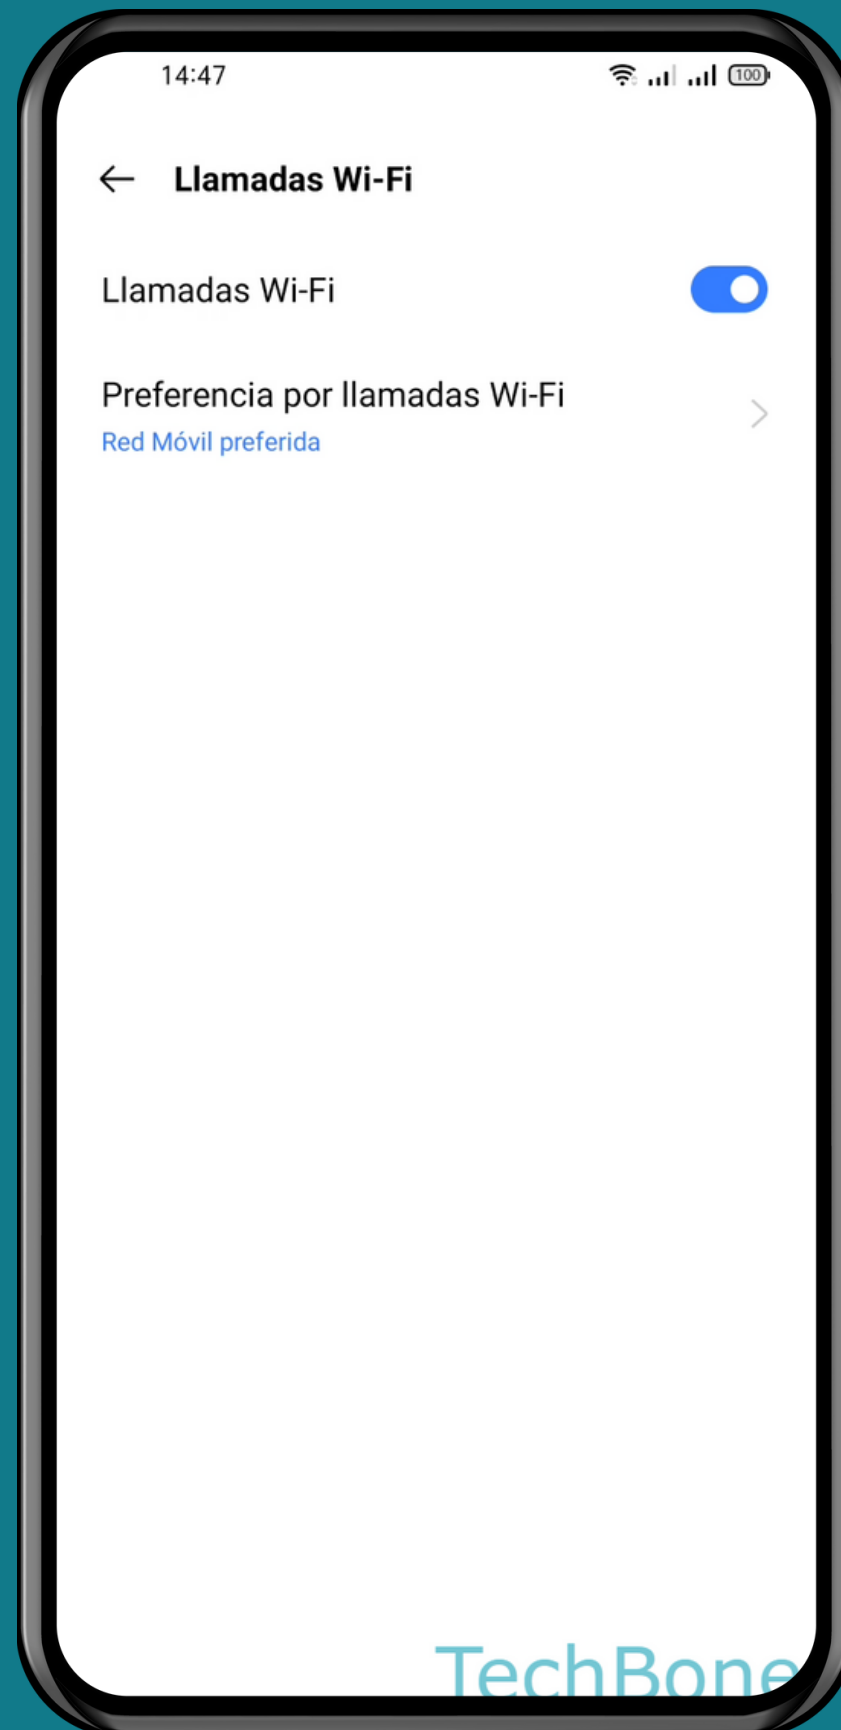 14:47
100
Llamadas Wi-Fi
Llamadas Wi-Fi
Preferencia por llamadas Wi-Fi
Red Móvil preferida
TechBone